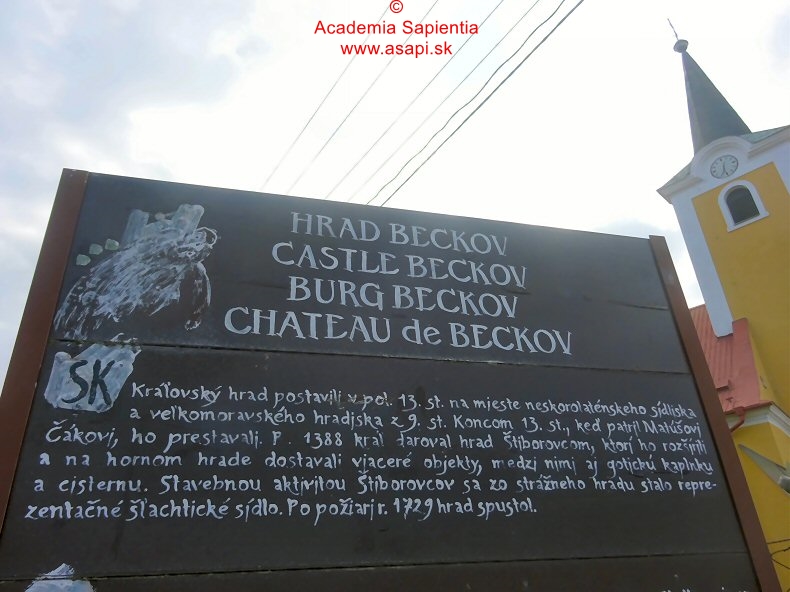 ©
Academia Sapientia
www.asapi.sk
HRAD BECKOV
CASTLE BECKOV
BURG BECKOV
CHATEAU de BECKOV
SK
Kráľovský hrad postavili v pol. 13. st. na mieste neskorolaténskeho sídliska
a veľkomoravského hradiska z 9. st. Koncom 13. st., keď patril Matúšovi
Čákovi, ho prestavali. R. 1388 kráľ daroval hrad Štiborovcom, ktorí ho rozšírili
a na hornom hrade dostavali viaceré objekty, medzi nimi aj gotickú kaplnku
a cisternu. Stavebnou aktivitou Štiborovcov sa zo strážneho hradu stalo repre-
zentačné šľachtické sídlo. Po požiari r. 1729 hrad spustol.